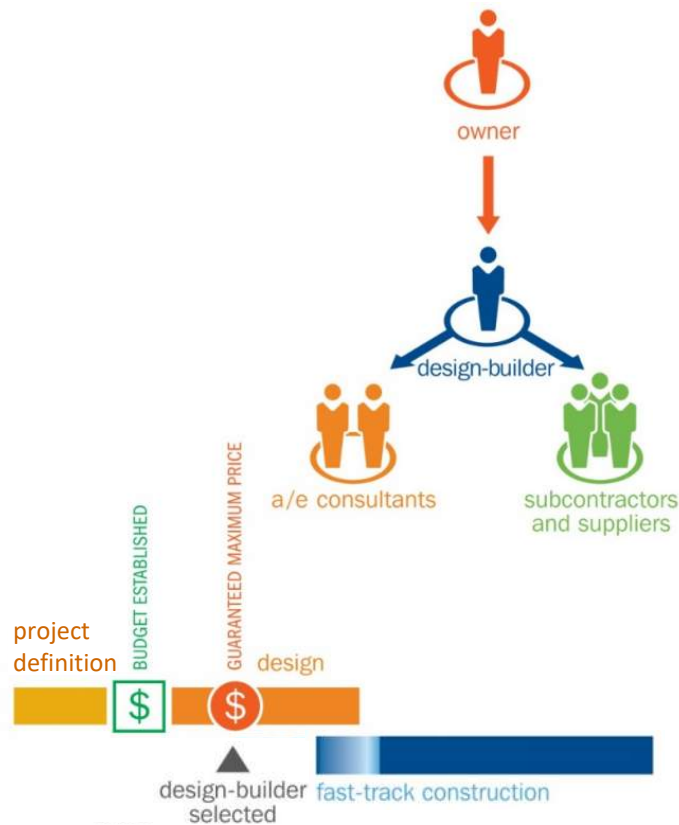 owner
design-builder
a/e consultants
subcontractors
and suppliers
project
definition
BUDGET ESTABLISHED
$
GUARANTEED MAXIMUM PRICE
$
design
design-builder
selected
fast-track construction